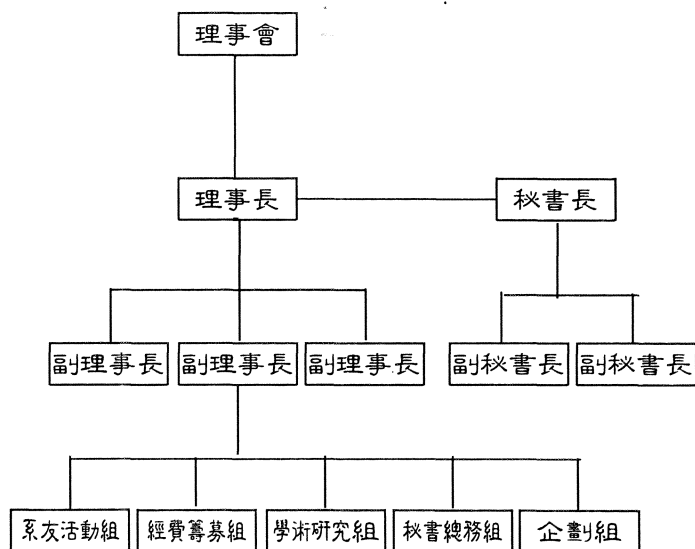 理事會
理事長
秘書長
副理事長
副理事長
副理事長
副秘書長
副秘書長
系友活動組
經費籌募組
學術研究組
秘書總務組
企劃組